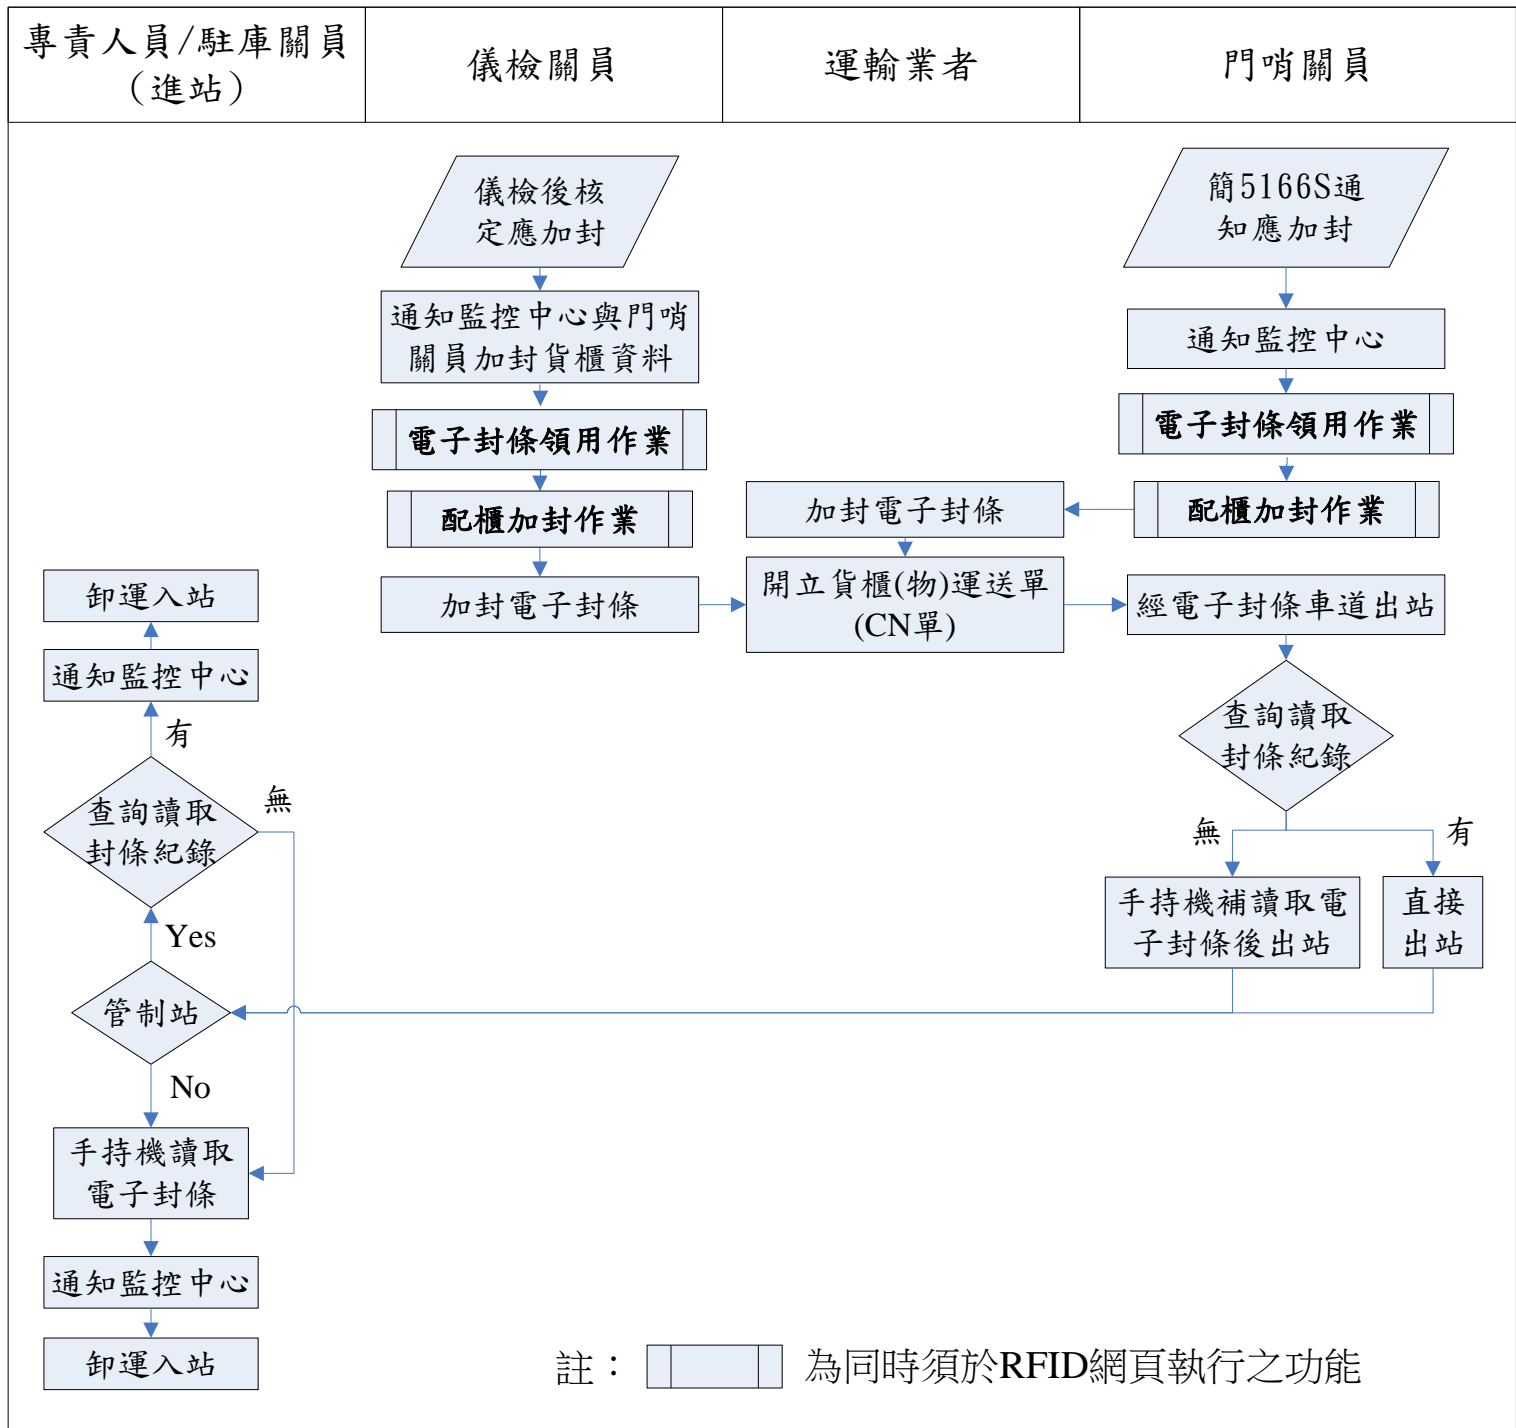 專責人員/駐庫關員
(進站)
儀檢關員
運輸業者
門哨關員
儀檢後核
定應加封
通知監控中心與門哨
關員加封貨櫃資料
電子封條領用作業
配櫃加封作業
加封電子封條
加封電子封條
開立貨櫃(物)運送單
(CN單)
簡5166S通
知應加封
通知監控中心
電子封條領用作業
配櫃加封作業
經電子封條車道出站
查詢讀取
封條紀錄
無
有
手持機補讀取電
子封條後出站
直接
出站
卸運入站
通知監控中心
有
查詢讀取
封條紀錄
無
Yes
管制站
No
手持機讀取
電子封條
通知監控中心
卸運入站
註：
為同時須於RFID網頁執行之功能